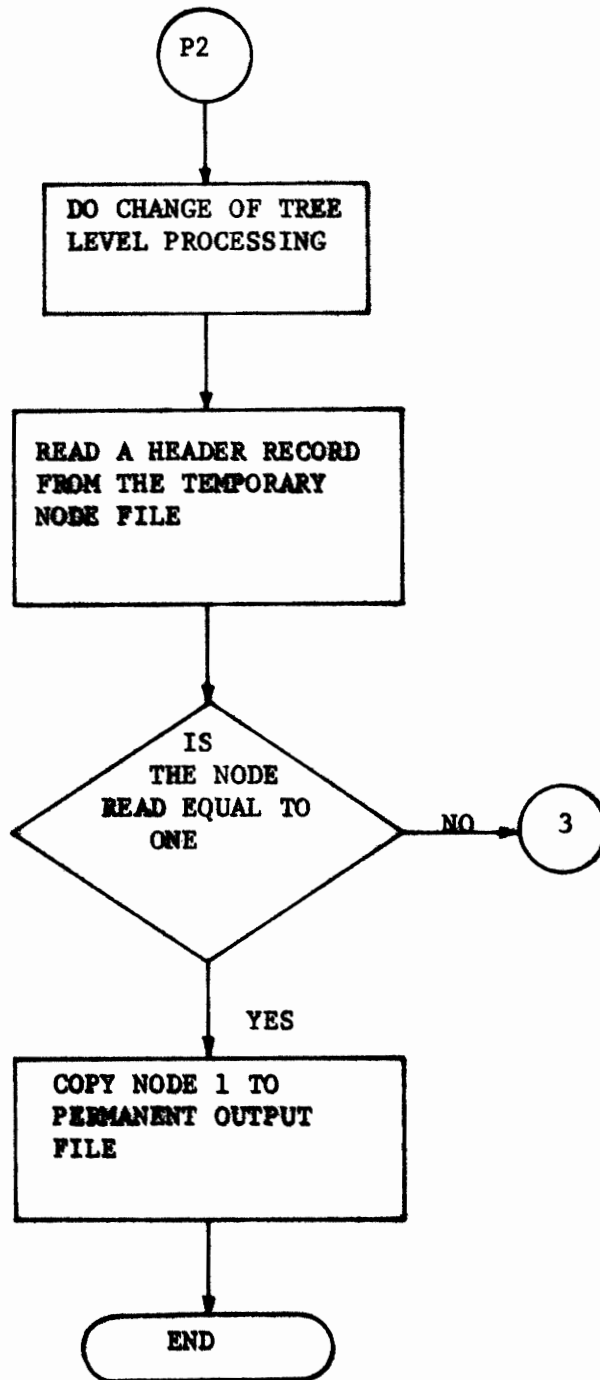 P2
DO CHANGE OF TREE
LEVEL PROCESSING
READ A HEADER RECORD
FROM THE TEMPORARY
NODE FILE
IS
THE NODE
READ EQUAL TO
ONE
NO
3
YES
COPY NODE 1 TO
PERMANENT OUTPUT
FILE
END